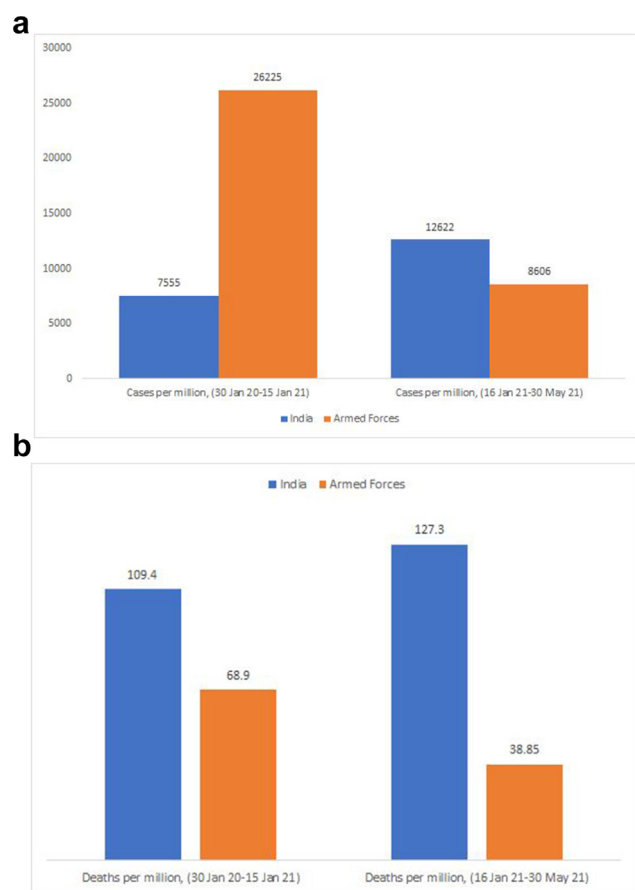 a
30000
25000
20000
15000
10000
5000
0
26225
7555
12622
8606
Cases per million, (30 Jan 20-15 Jan 21)
Cases per million, (16 Jan 21-30 May 21)
India Armed Forces
b
India Armed Forces
109.4
68.9
127.3
38.85
Deaths per million, (30 Jan 20-15 Jan 21)
Deaths per million, (16 Jan 21-30 May 21)